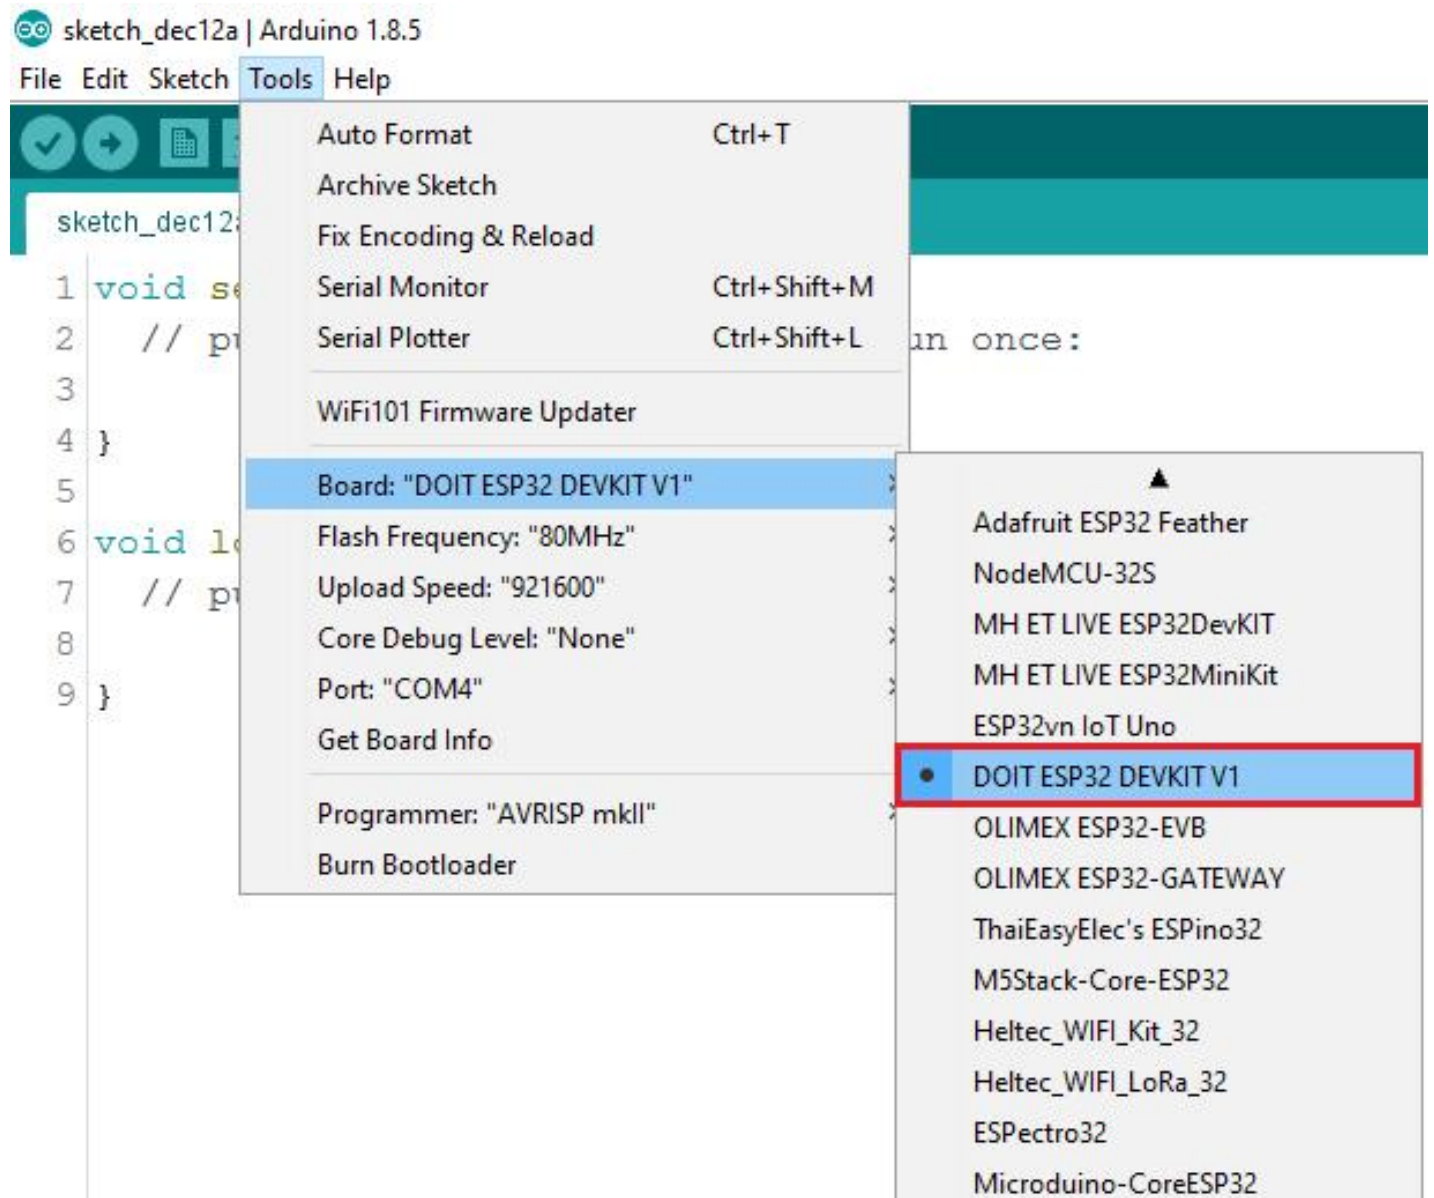 sketch_dec12a | Arduino 1.8.5
File Edit Sketch Tools Help
Auto Format Ctrl+T
Archive Sketch
Fix Encoding & Reload
Serial Monitor Ctrl+Shift+M
Serial Plotter Ctrl+Shift+L
WiFi101 Firmware Updater
Board: "DOIT ESP32 DEVKIT V1"
Flash Frequency: "80MHz"
Upload Speed: "921600"
Core Debug Level: "None"
Port: "COM4"
Get Board Info
Programmer: "AVRISP mkII"
Burn Bootloader
sketch_dec12
1 void
2 // once:
3
4 }
5
6 void
7 //
8
9 }
Adafruit ESP32 Feather
NodeMCU-32S
MH ET LIVE ESP32DevKIT
MH ET LIVE ESP32MiniKit
ESP32vn IoT Uno
DOIT ESP32 DEVKIT V1
OLIMEX ESP32-EVB
OLIMEX ESP32-GATEWAY
ThaiEasyElec's ESPino32
M5Stack-Core-ESP32
Heltec_WIFI_Kit_32
Heltec_WIFI_LoRa_32
ESPectro32
Microduino-CoreESP32